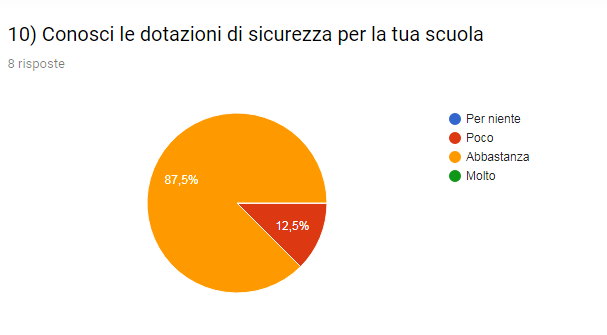 10) Conosci le dotazioni di sicurezza per la tua scuola
8 risposte
Per niente
Poco
Abbastanza
Molto
87,5%
12,5%